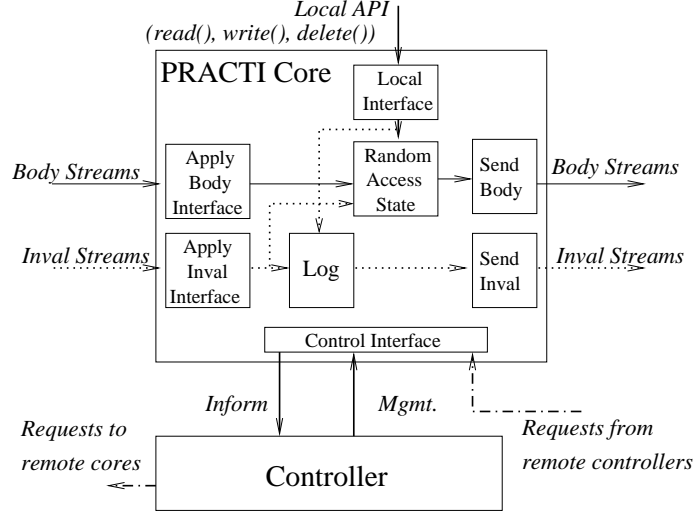 Local API
(read(), write(), delete())
PRACTI Core
Local
Interface
Body Streams
Apply
Body
Interface
Random
Access
State
Send
Body
Body Streams
Inval Streams
Apply
Inval
Interface
Log
Send
Inval
Inval Streams
Control Interface
Inform
Mgmt.
Requests to
remote cores
Requests from
remote controllers
Controller